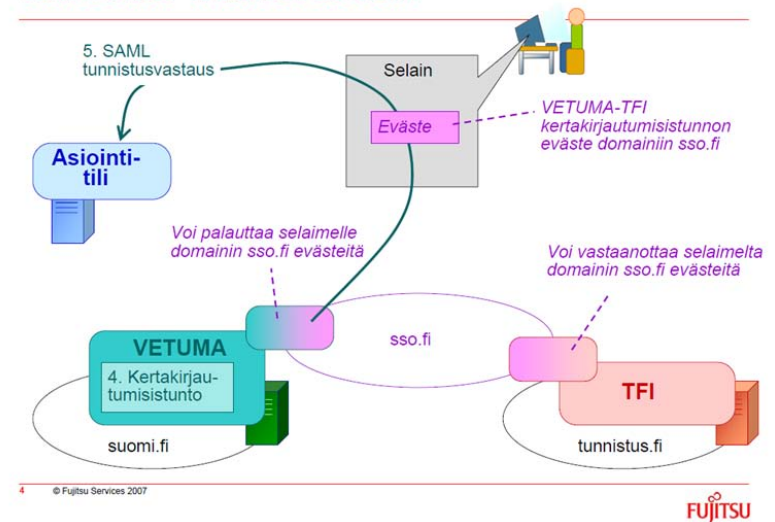 5. SAML
tunnistusvastaus
Selain
Eväste
VETUMA-TFI
kertakirjautumisistunnon
eväste domainiin sso.fi
Asiointi-
tili
Voi palauttaa selaimelle
domainin sso.fi evästeitä
Voi vastaanottaa selaimelta
domainin sso.fi evästeitä
sso.fi
VETUMA
4. Kertakirjau-
tumisistunto
TFI
suomi.fi
tunnistus.fi
4 © Fujitsu Services 2007
FUJITSU